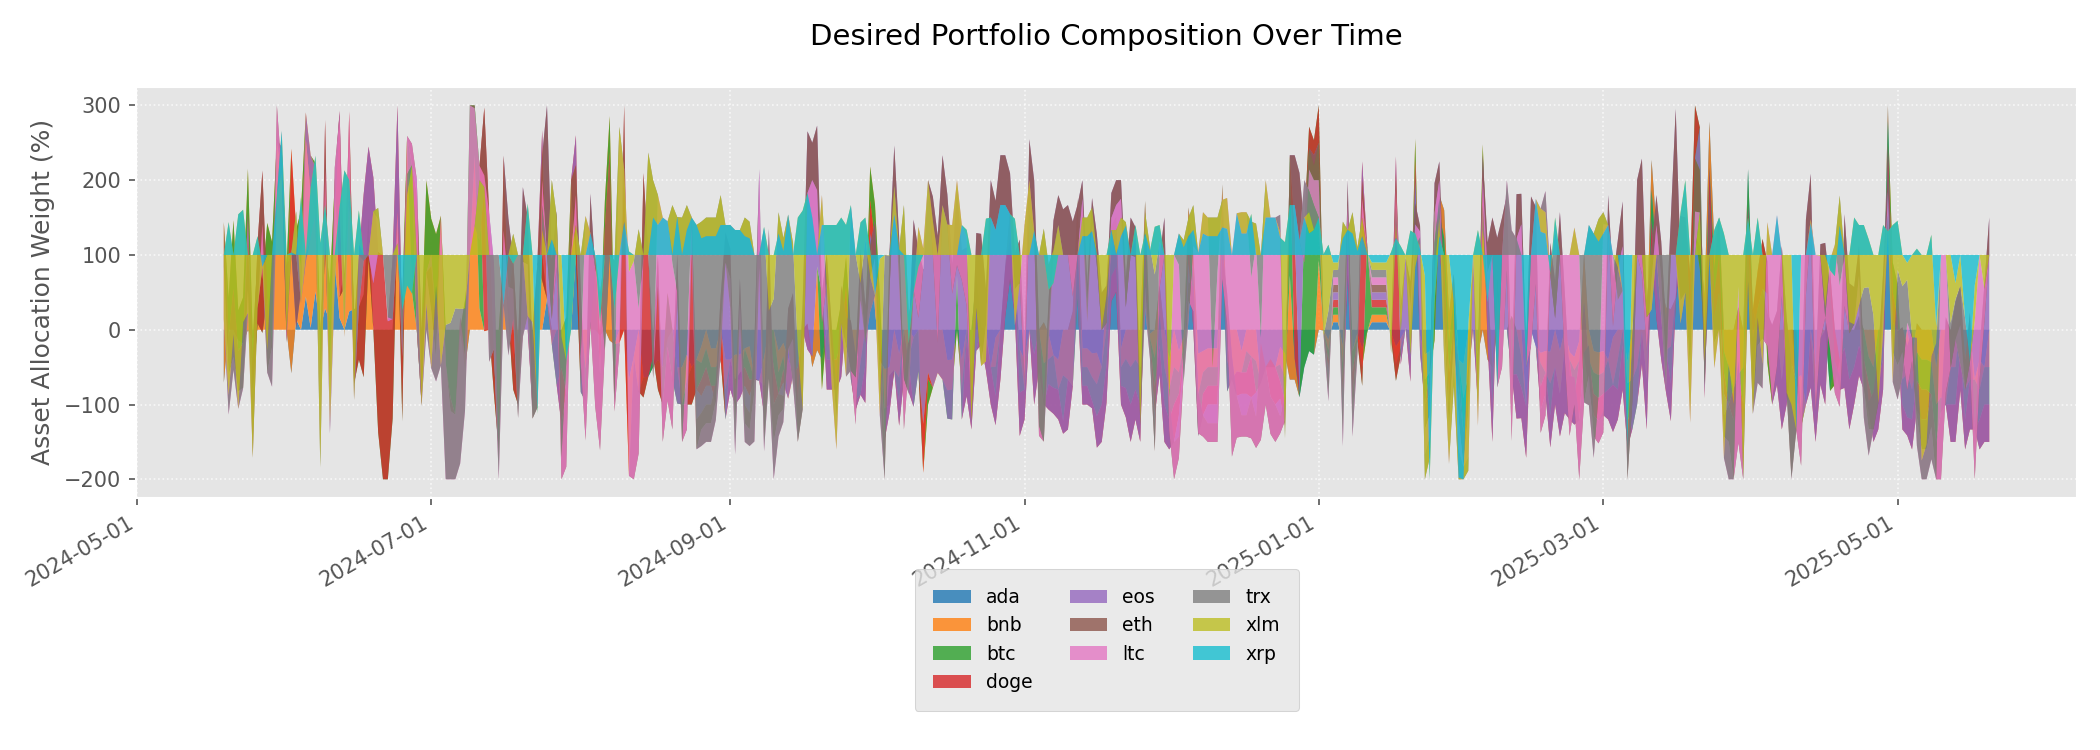 Desired Portfolio Composition Over Time
Asset Allocation Weight (%)
300
200
100
0
−100
−200
2024-05-01
2024-07-01
2024-09-01
2024-11-01
2025-01-01
2025-03-01
2025-05-01
ada
bnb
btc
doge
eos
eth
ltc
trx
xlm
xrp